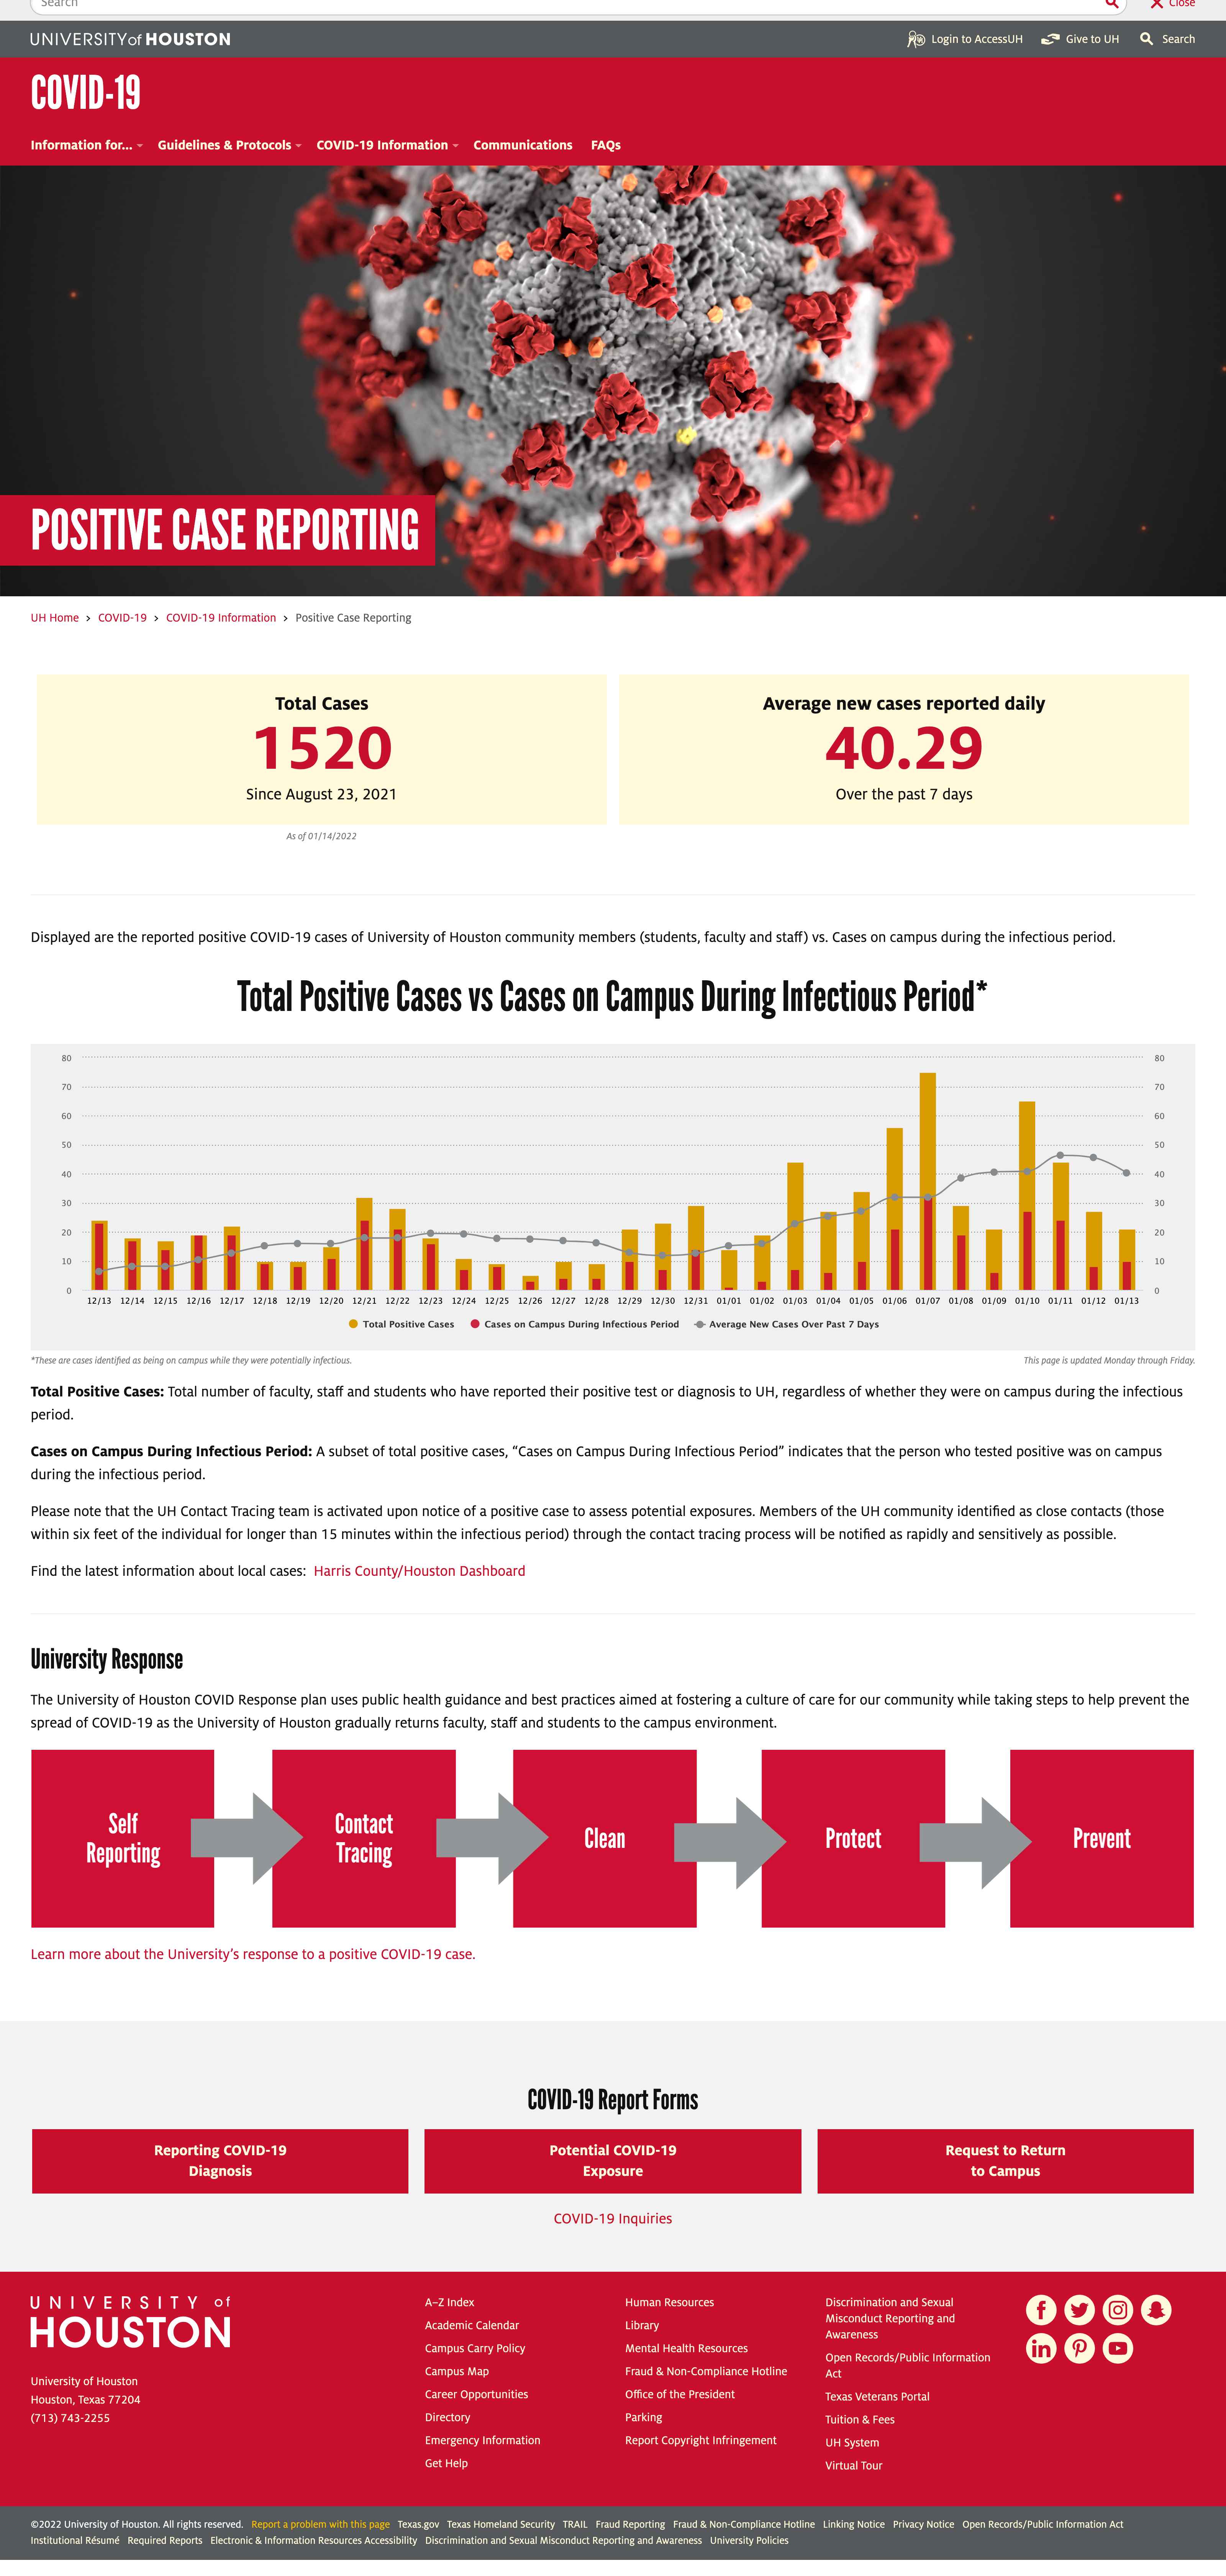 Search
Close
UNIVERSITY of HOUSTON
Login to AccessUH
Give to UH
Search
COVID-19
Information for...
Guidelines & Protocols
COVID-19 Information
Communications
FAQs
POSITIVE CASE REPORTING
UH Home > COVID-19 > COVID-19 Information > Positive Case Reporting
Total Cases
1520
Since August 23, 2021
As of 01/14/2022
Average new cases reported daily
40.29
Over the past 7 days
Displayed are the reported positive COVID-19 cases of University of Houston community members (students, faculty and staff) vs. Cases on campus during the infectious period.
Total Positive Cases vs Cases on Campus During Infectious Period*
80 80
70 70
60 60
50 50
40 40
30 30
20 20
10 10
0 0
12/13 12/14 12/15 12/16 12/17 12/18 12/19 12/20 12/21 12/22 12/23 12/24 12/25 12/26 12/27 12/28 12/29 12/30 12/31 01/01 01/02 01/03 01/04 01/05 01/06 01/07 01/08 01/09 01/10 01/11 01/12 01/13
Total Positive Cases Cases on Campus During Infectious Period Average New Cases Over Past 7 Days
*These are cases identified as being on campus while they were potentially infectious.
This page is updated Monday through Friday.
Total Positive Cases: Total number of faculty, staff and students who have reported their positive test or diagnosis to UH, regardless of whether they were on campus during the infectious
period.
Cases on Campus During Infectious Period: A subset of total positive cases, “Cases on Campus During Infectious Period” indicates that the person who tested positive was on campus
during the infectious period.
Please note that the UH Contact Tracing team is activated upon notice of a positive case to assess potential exposures. Members of the UH community identified as close contacts (those
within six feet of the individual for longer than 15 minutes within the infectious period) through the contact tracing process will be notified as rapidly and sensitively as possible.
Find the latest information about local cases: Harris County/Houston Dashboard
University Response
The University of Houston COVID Response plan uses public health guidance and best practices aimed at fostering a culture of care for our community while taking steps to help prevent the
spread of COVID-19 as the University of Houston gradually returns faculty, staff and students to the campus environment.
Self
Reporting
Contact
Tracing
Clean
Protect
Prevent
Learn more about the University’s response to a positive COVID-19 case.
COVID-19 Report Forms
Reporting COVID-19
Diagnosis
Potential COVID-19
Exposure
Request to Return
to Campus
COVID-19 Inquiries
UNIVERSITY of
HOUSTON
University of Houston
Houston, Texas 77204
(713) 743-2255
A–Z Index
Academic Calendar
Campus Carry Policy
Campus Map
Career Opportunities
Directory
Emergency Information
Get Help
Human Resources
Library
Mental Health Resources
Fraud & Non-Compliance Hotline
Office of the President
Parking
Report Copyright Infringement
Discrimination and Sexual
Misconduct Reporting and
Awareness
Open Records/Public Information
Act
Texas Veterans Portal
Tuition & Fees
UH System
Virtual Tour
©2022 University of Houston. All rights reserved. Report a problem with this page Texas.gov Texas Homeland Security TRAIL Fraud Reporting Fraud & Non-Compliance Hotline Linking Notice Privacy Notice Open Records/Public Information Act
Institutional Résumé Required Reports Electronic & Information Resources Accessibility Discrimination and Sexual Misconduct Reporting and Awareness University Policies